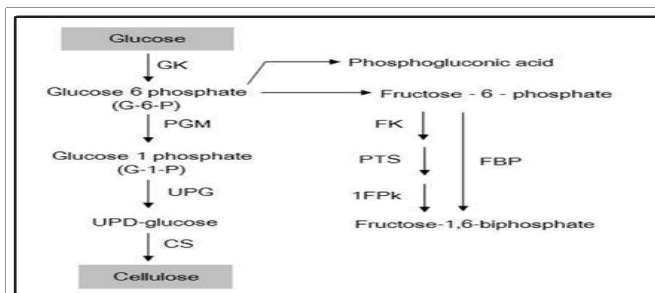 Glucose
GK
Glucose 6 phosphate
(G-6-P)
PGM
Glucose 1 phosphate
(G-1-P)
UPG
UPD-glucose
CS
Cellulose
Phosphogluconic acid
Fructose - 6 - phosphate
FK
PTS
1FPk
FBP
Fructose-1,6-biphosphate